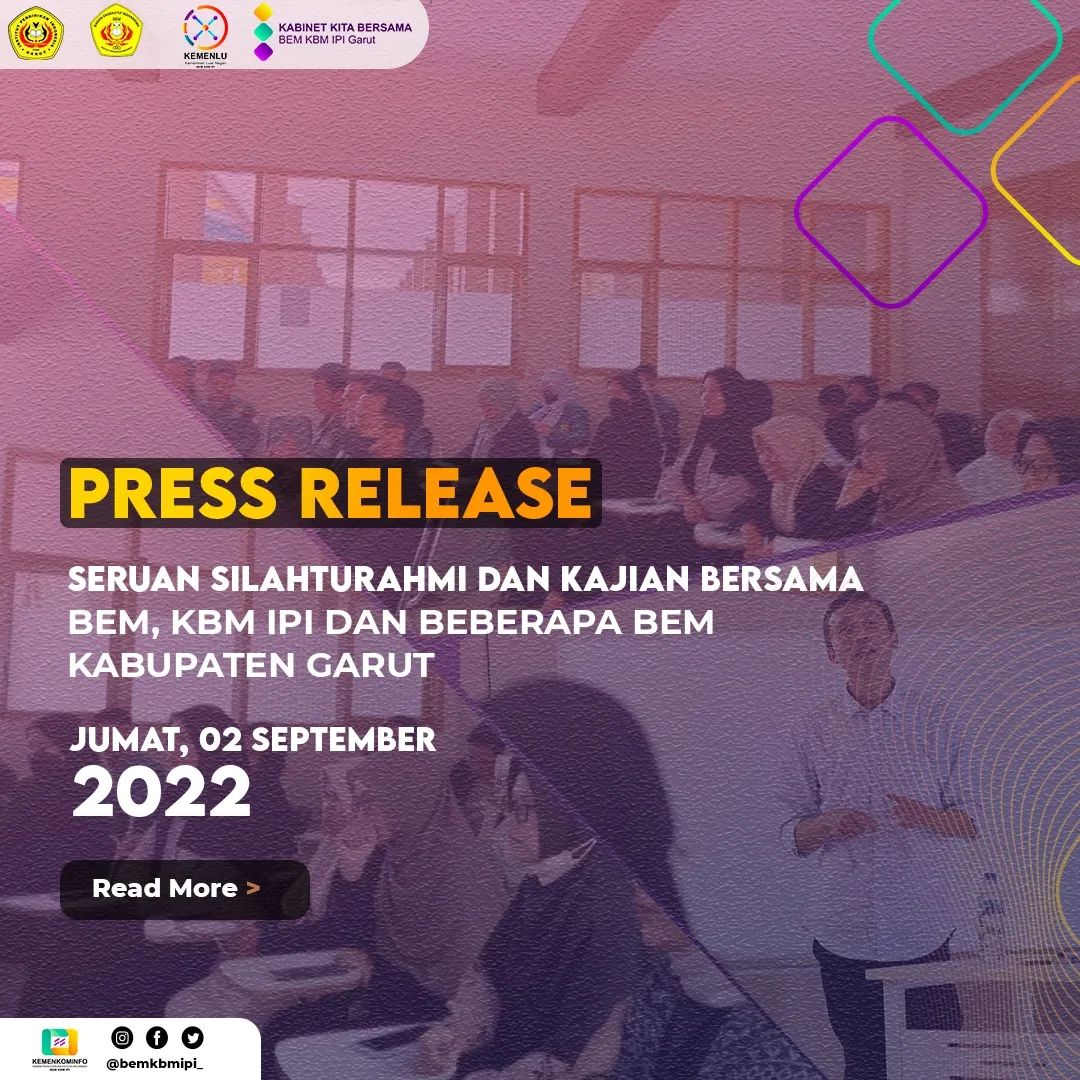 KEMENLU
KABINET KITA BERSAMA
BEM KBM IPI Garut
PRESS RELEASE
SERUAN SILAHTURAHMI DAN KAJIAN BERSAMA
BEM, KBM IPI DAN BEBERAPA BEM
KABUPATEN GARUT
JUMAT, 02 SEPTEMBER
2022
Read More >
KEMENKOMINFO
@bemkbmipi_